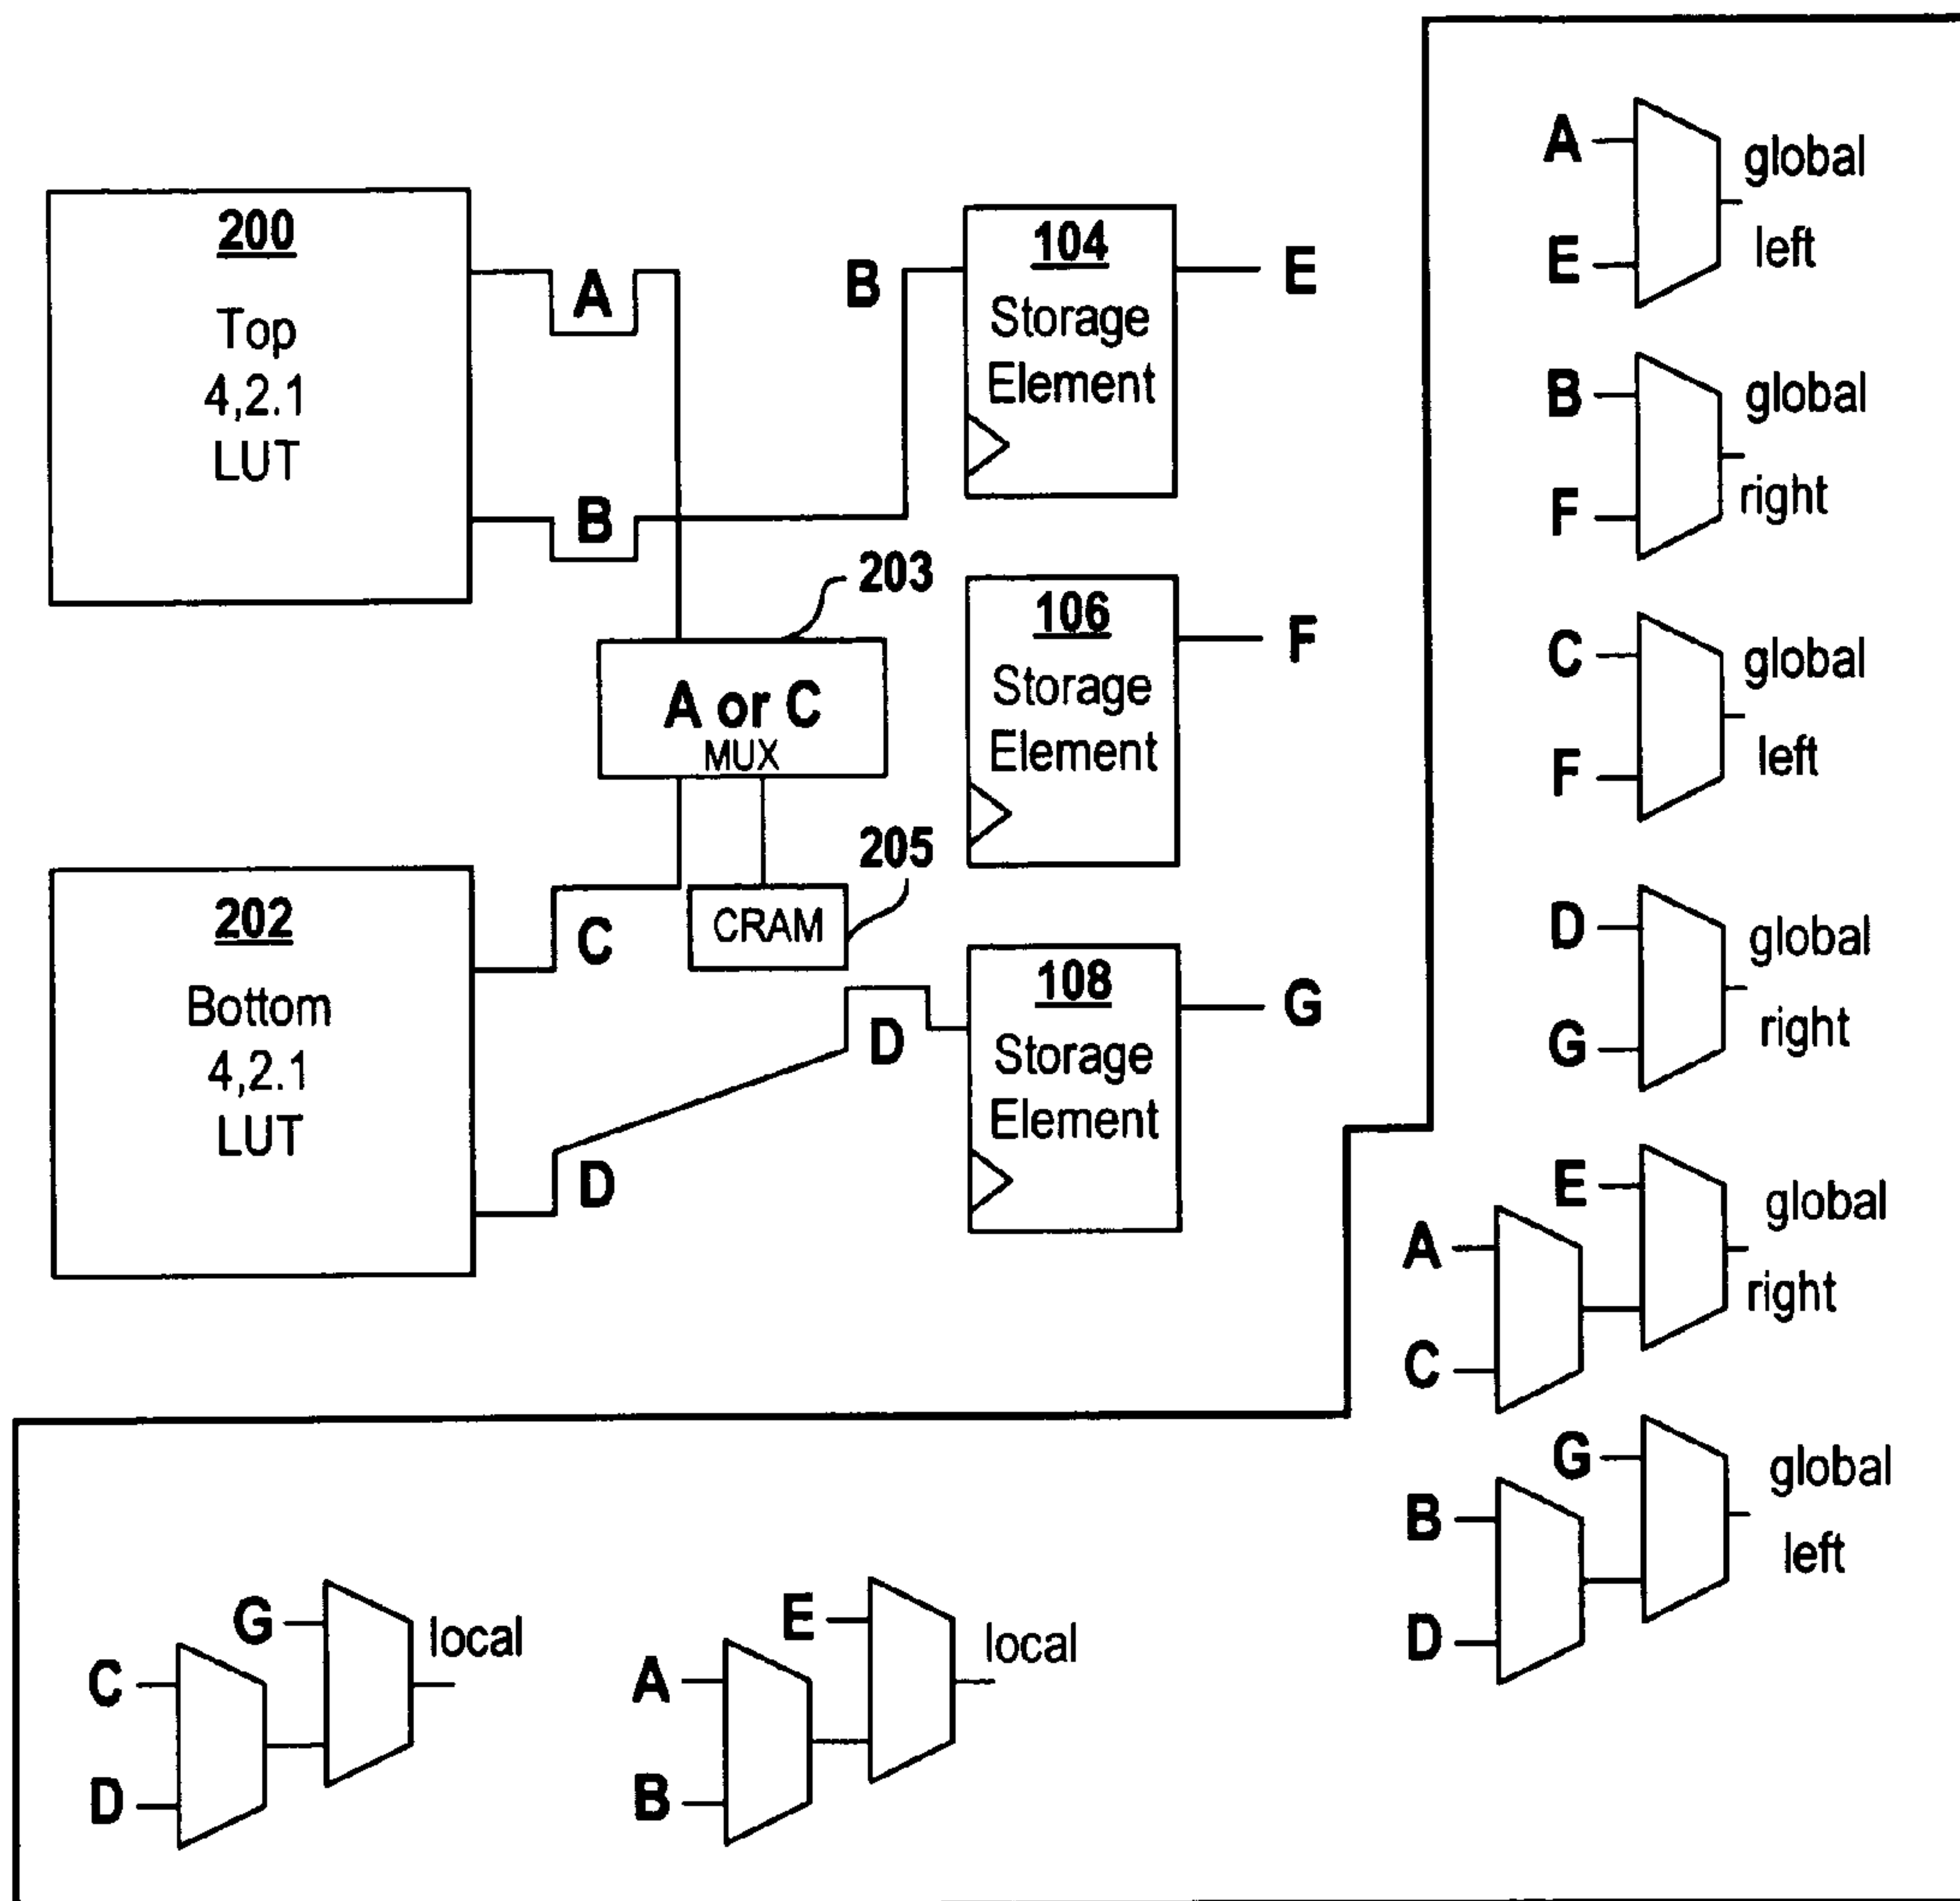 200
Top
4,2.1
LUT
A
B
B
104
Storage
Element
E
203
A or C
MUX
106
Storage
Element
F
205
CRAM
202
Bottom
4,2.1
LUT
C
D
D
108
Storage
Element
G
A
E
global
left
B
F
global
right
C
F
global
left
D
G
global
right
E
A
C
global
right
G
B
D
global
left
G
C
D
local
E
A
B
local